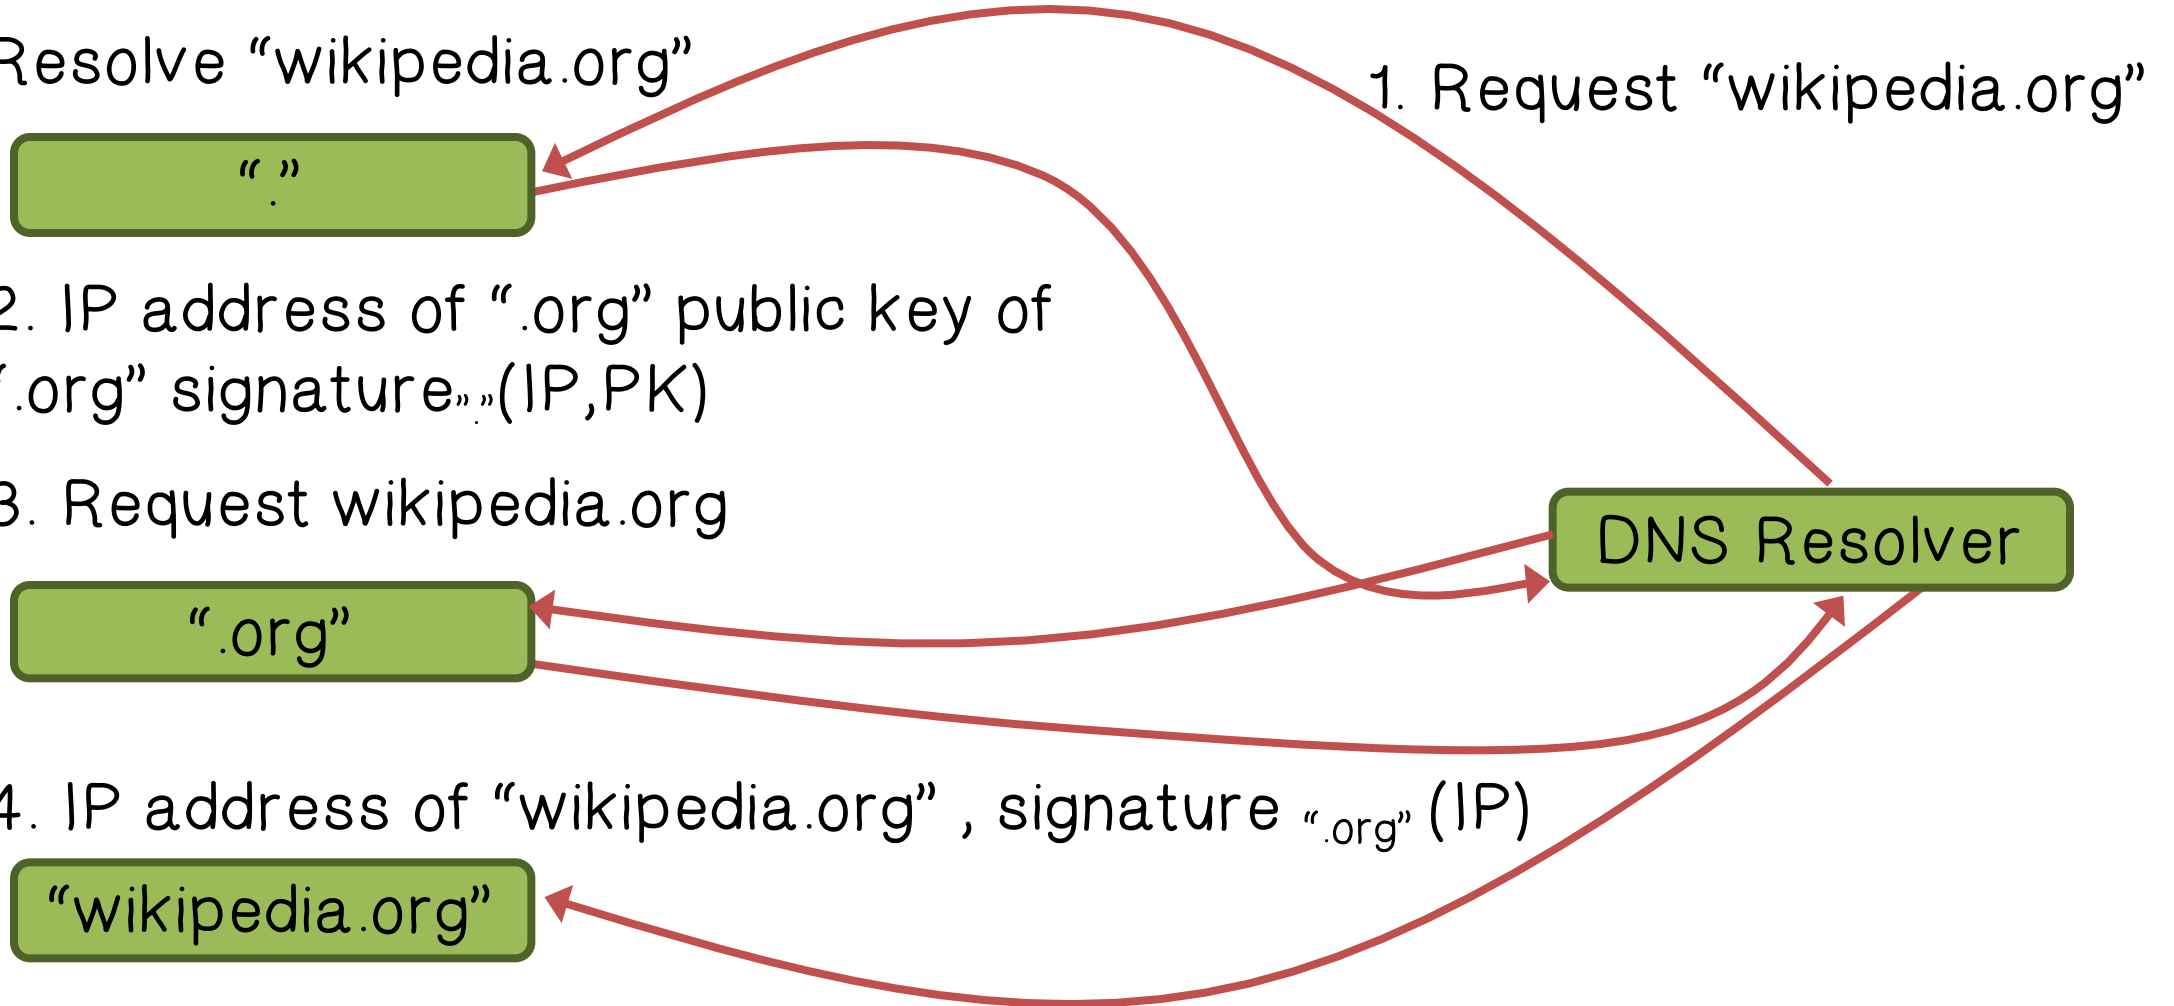 Resolve “wikipedia.org”
1. Request “wikipedia.org”
“.”
2. IP address of “.org” public key of
“.org” signature”.”(IP,PK)
3. Request wikipedia.org
DNS Resolver
“.org”
4. IP address of “wikipedia.org” , signature “.org” (IP)
“wikipedia.org”